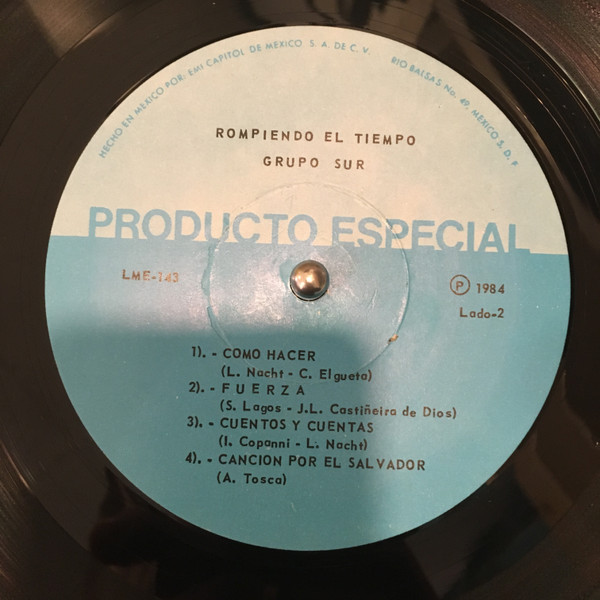 HECHO EN MEXICO POR: EMI CAPITOL DE MEXICO S. A. DE C. V. RIO BALSAS No. 49, MEXICO 5, D. F.
ROMPIENDO EL TIEMPO
GRUPO SUR
PRODUCTO ESPECIAL
LME-143
Ⓟ 1984
Lado-2
1). - COMO HACER
(L. Nacht - C. Elgueta)
2). - FUERZA
(S. Lagos - J.L. Castiñeira de Dios)
3). - CUENTOS Y CUENTAS
(I. Copanni - L. Nacht)
4). - CANCION POR EL SALVADOR
(A. Tosca)